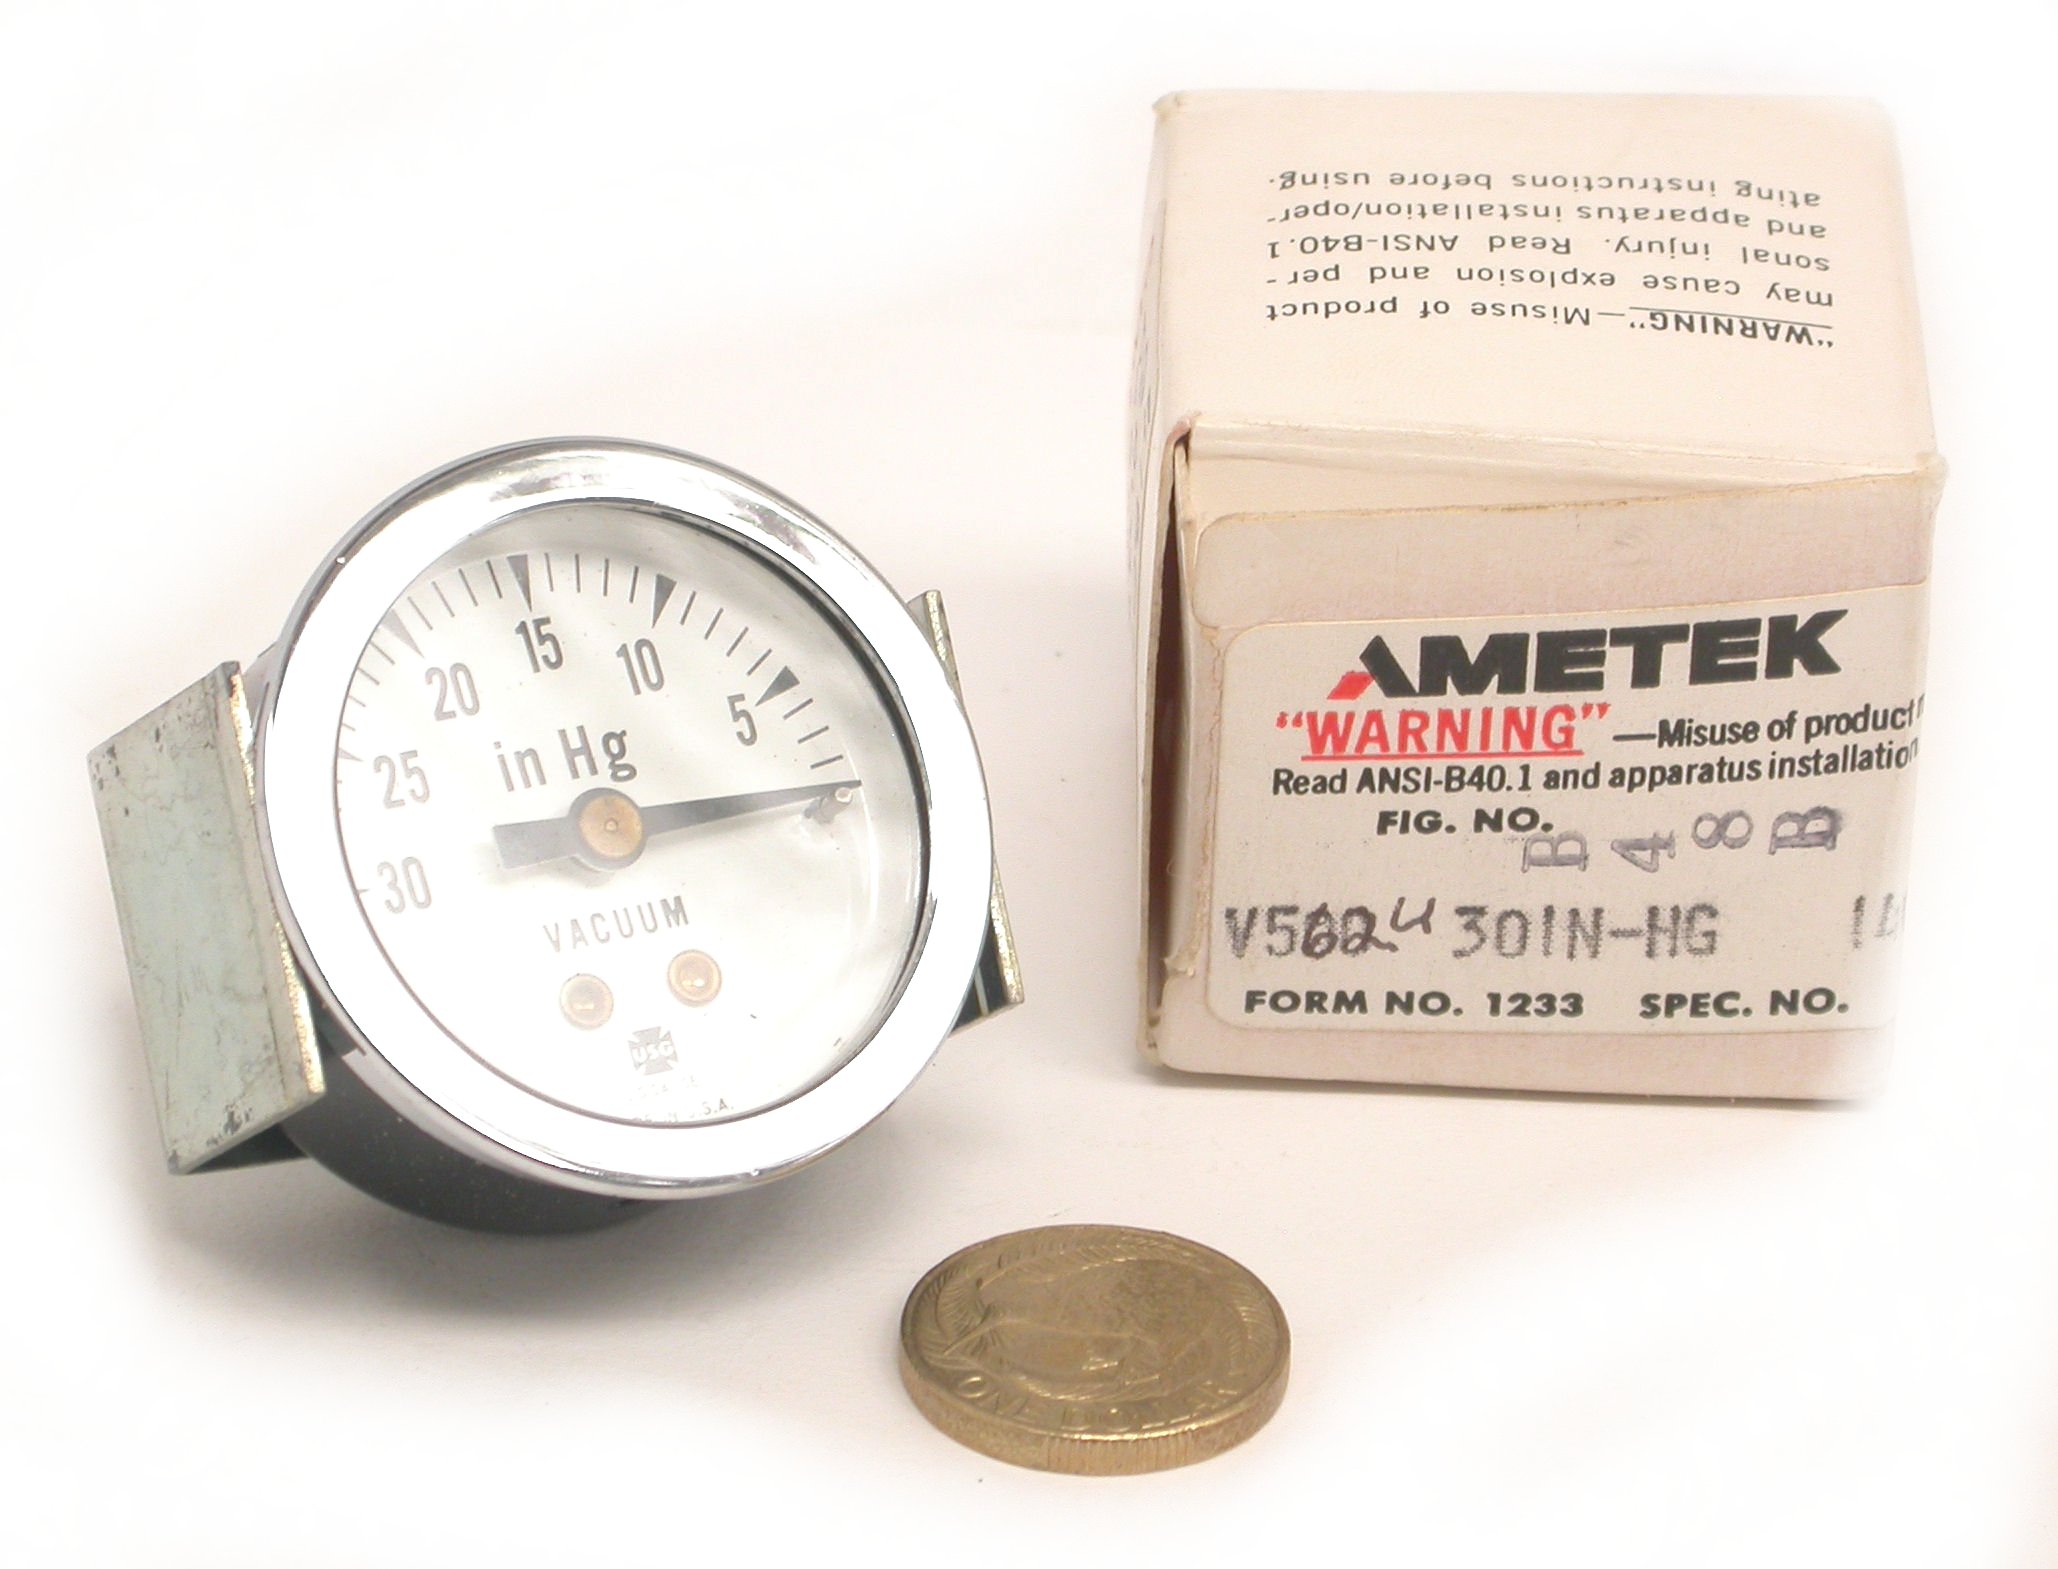 15
10
20
5
in Hg
25
30
VACUUM
USG
U.S.A.
"WARNING"—Misuse of product
may cause explosion and per-
sonal injury. Read ANSI-B40.1
and apparatus installation/oper-
ating instructions before using.
AMETEK
"WARNING"—Misuse of product
Read ANSI-B40.1 and apparatus installation
FIG. NO.
B 4 8 B
30IN-HG
FORM NO. 1233 SPEC. NO.
ONE DOLLAR